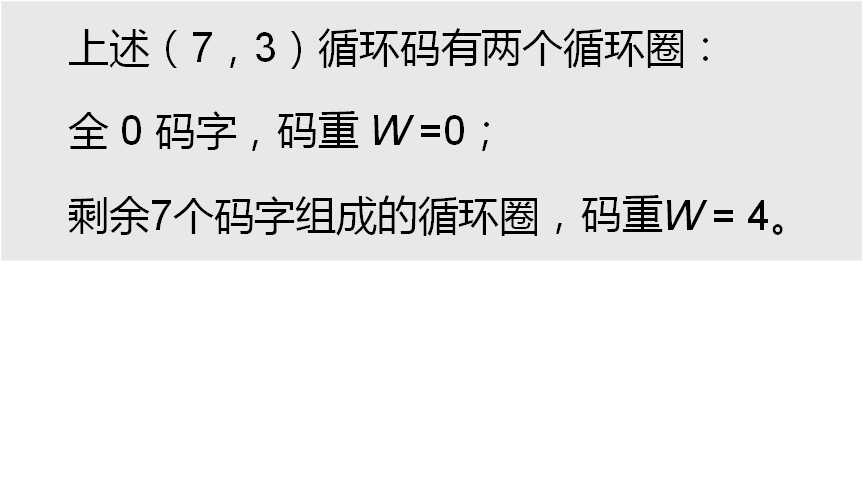 上述（7，3）循环码有两个循环圈：
全 0 码字，码重 W =0；
剩余7个码字组成的循环圈，码重W = 4。